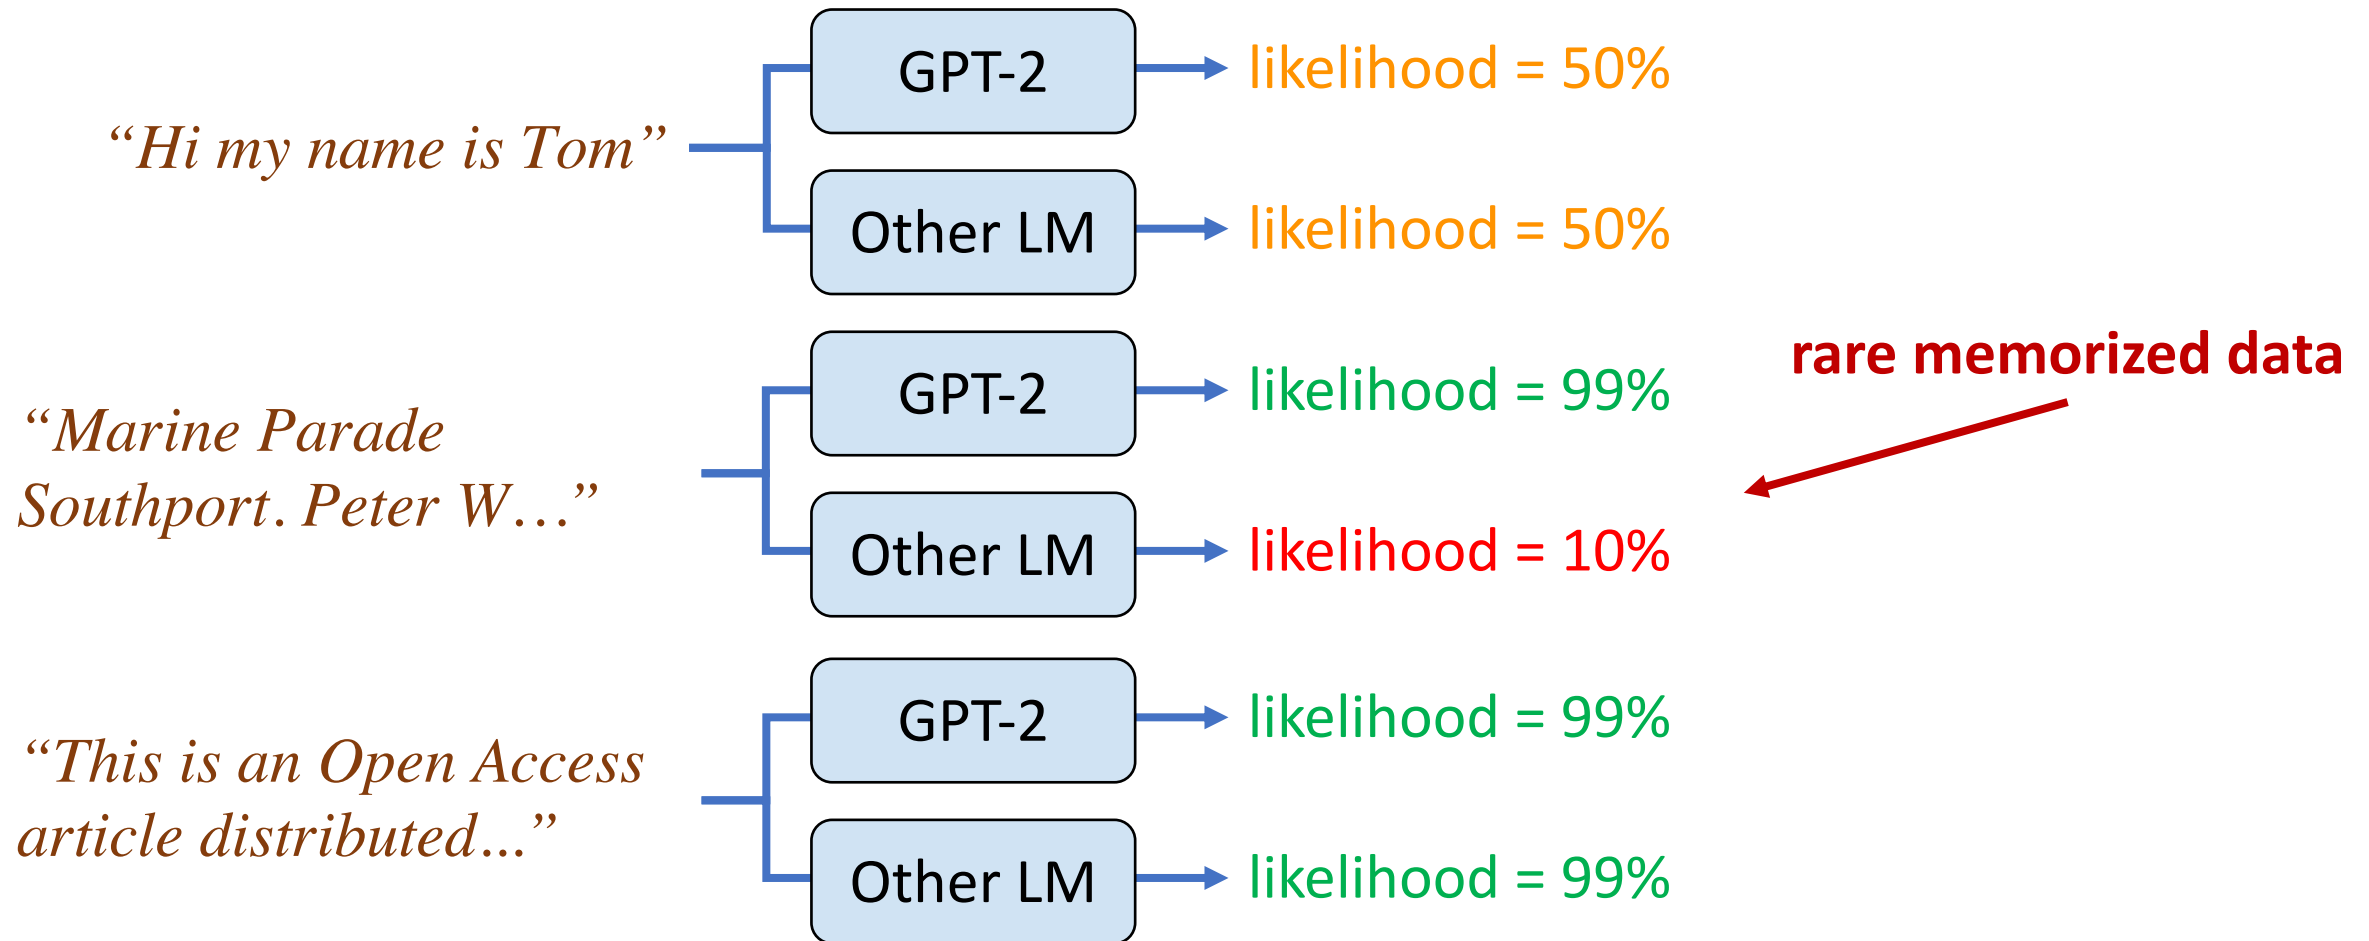 “Hi my name is Tom”
GPT-2
likelihood = 50%
Other LM
likelihood = 50%
“Marine Parade
Southport. Peter W…”
GPT-2
likelihood = 99%
Other LM
likelihood = 10%
rare memorized data
“This is an Open Access
article distributed…”
GPT-2
likelihood = 99%
Other LM
likelihood = 99%